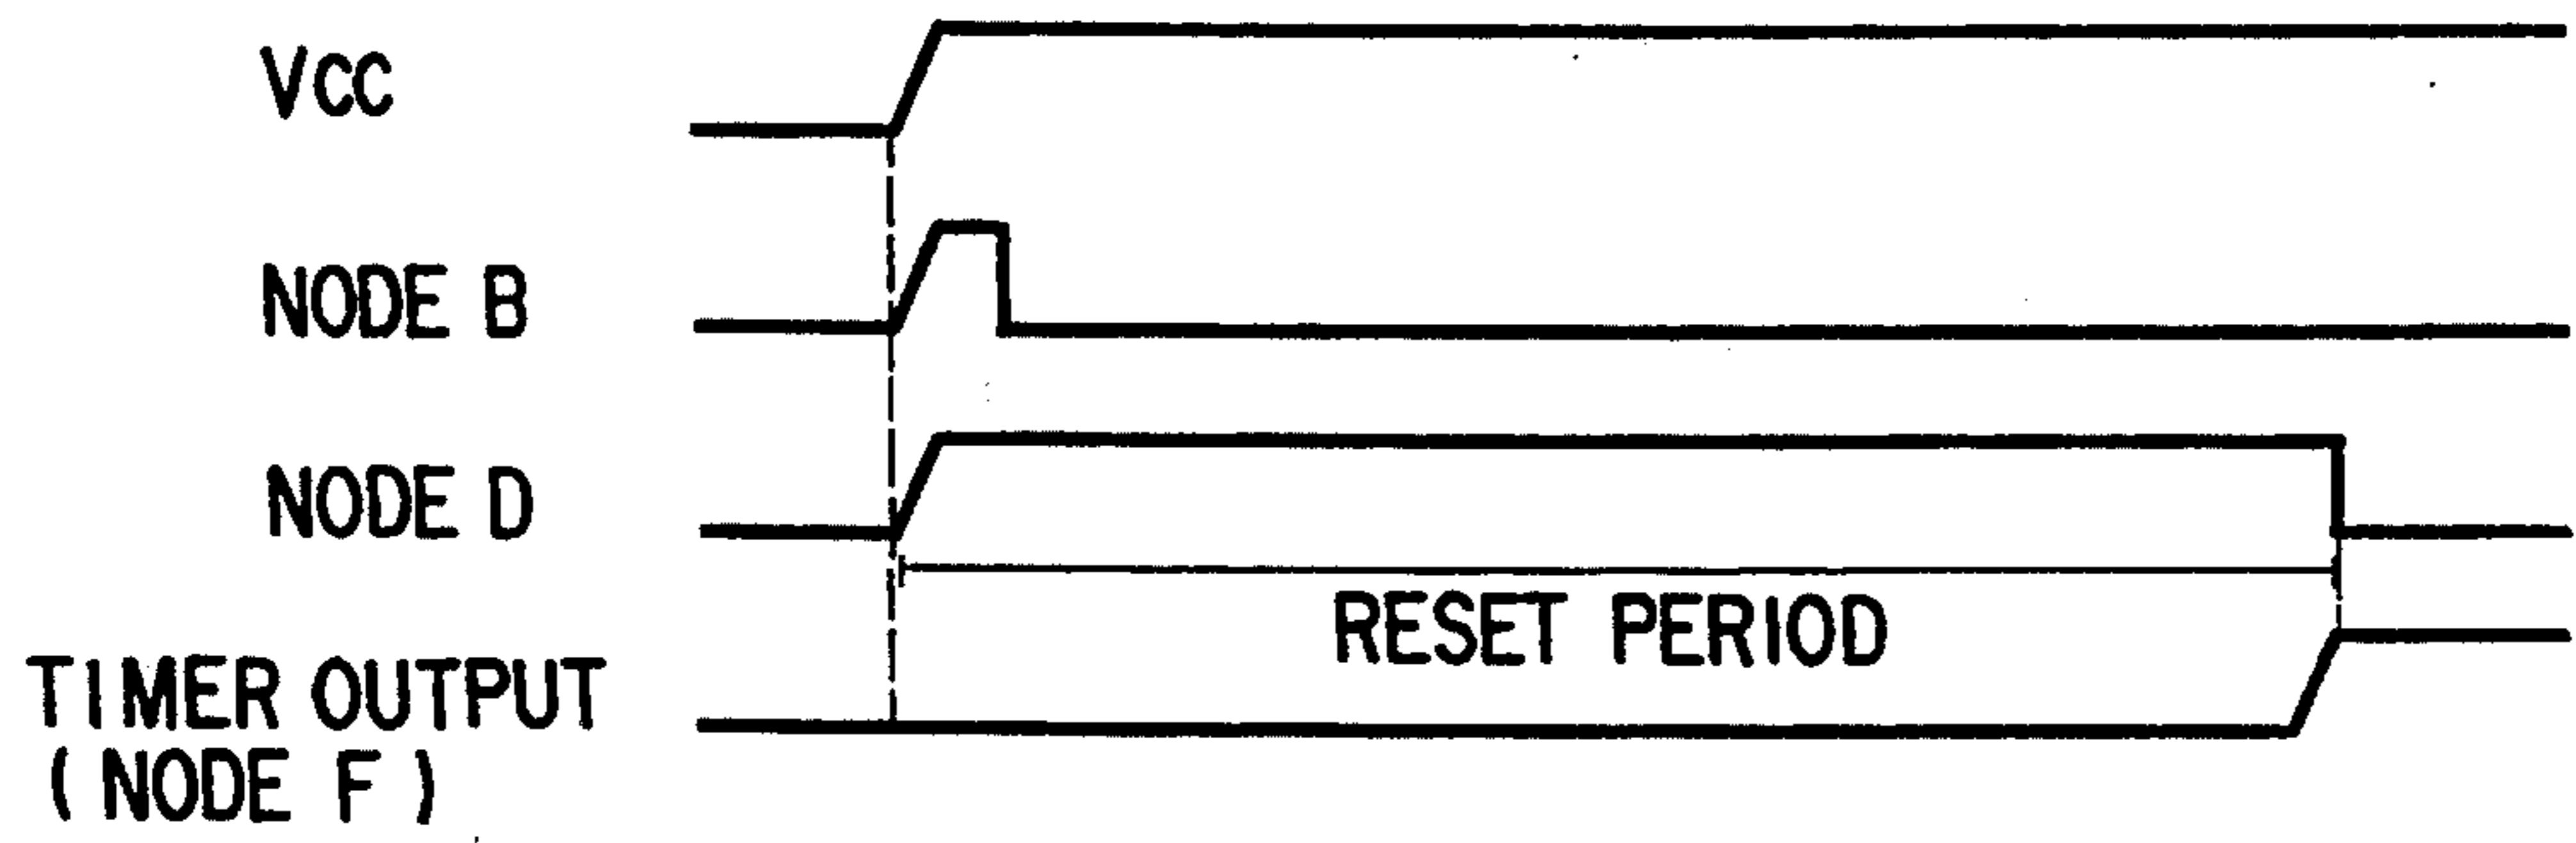 VCC
NODE B
NODE D
RESET PERIOD
TIMER OUTPUT
( NODE F )